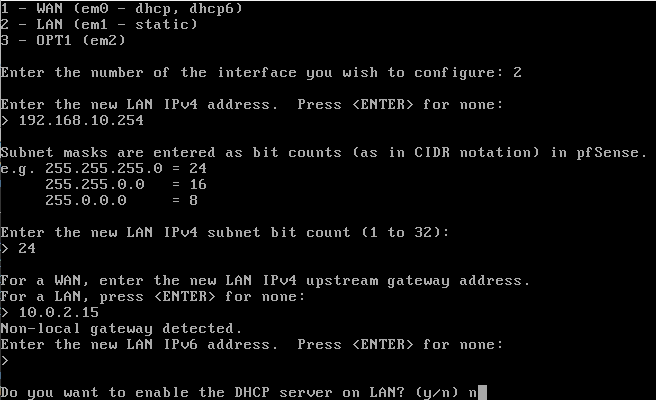 1 - WAN (em0 - dhcp, dhcp6)
2 - LAN (em1 - static)
3 - OPT1 (em2)
Enter the number of the interface you wish to configure: 2
Enter the new LAN IPv4 address.  Press <ENTER> for none:
> 192.168.10.254
Subnet masks are entered as bit counts (as in CIDR notation) in pfSense.
e.g. 255.255.255.0 = 24
     255.255.0.0   = 16
     255.0.0.0     = 8
Enter the new LAN IPv4 subnet bit count (1 to 32):
> 24
For a WAN, enter the new LAN IPv4 upstream gateway address.
For a LAN, press <ENTER> for none:
> 10.0.2.15
Non-local gateway detected.
Enter the new LAN IPv6 address.  Press <ENTER> for none:
>
Do you want to enable the DHCP server on LAN? (y/n) n